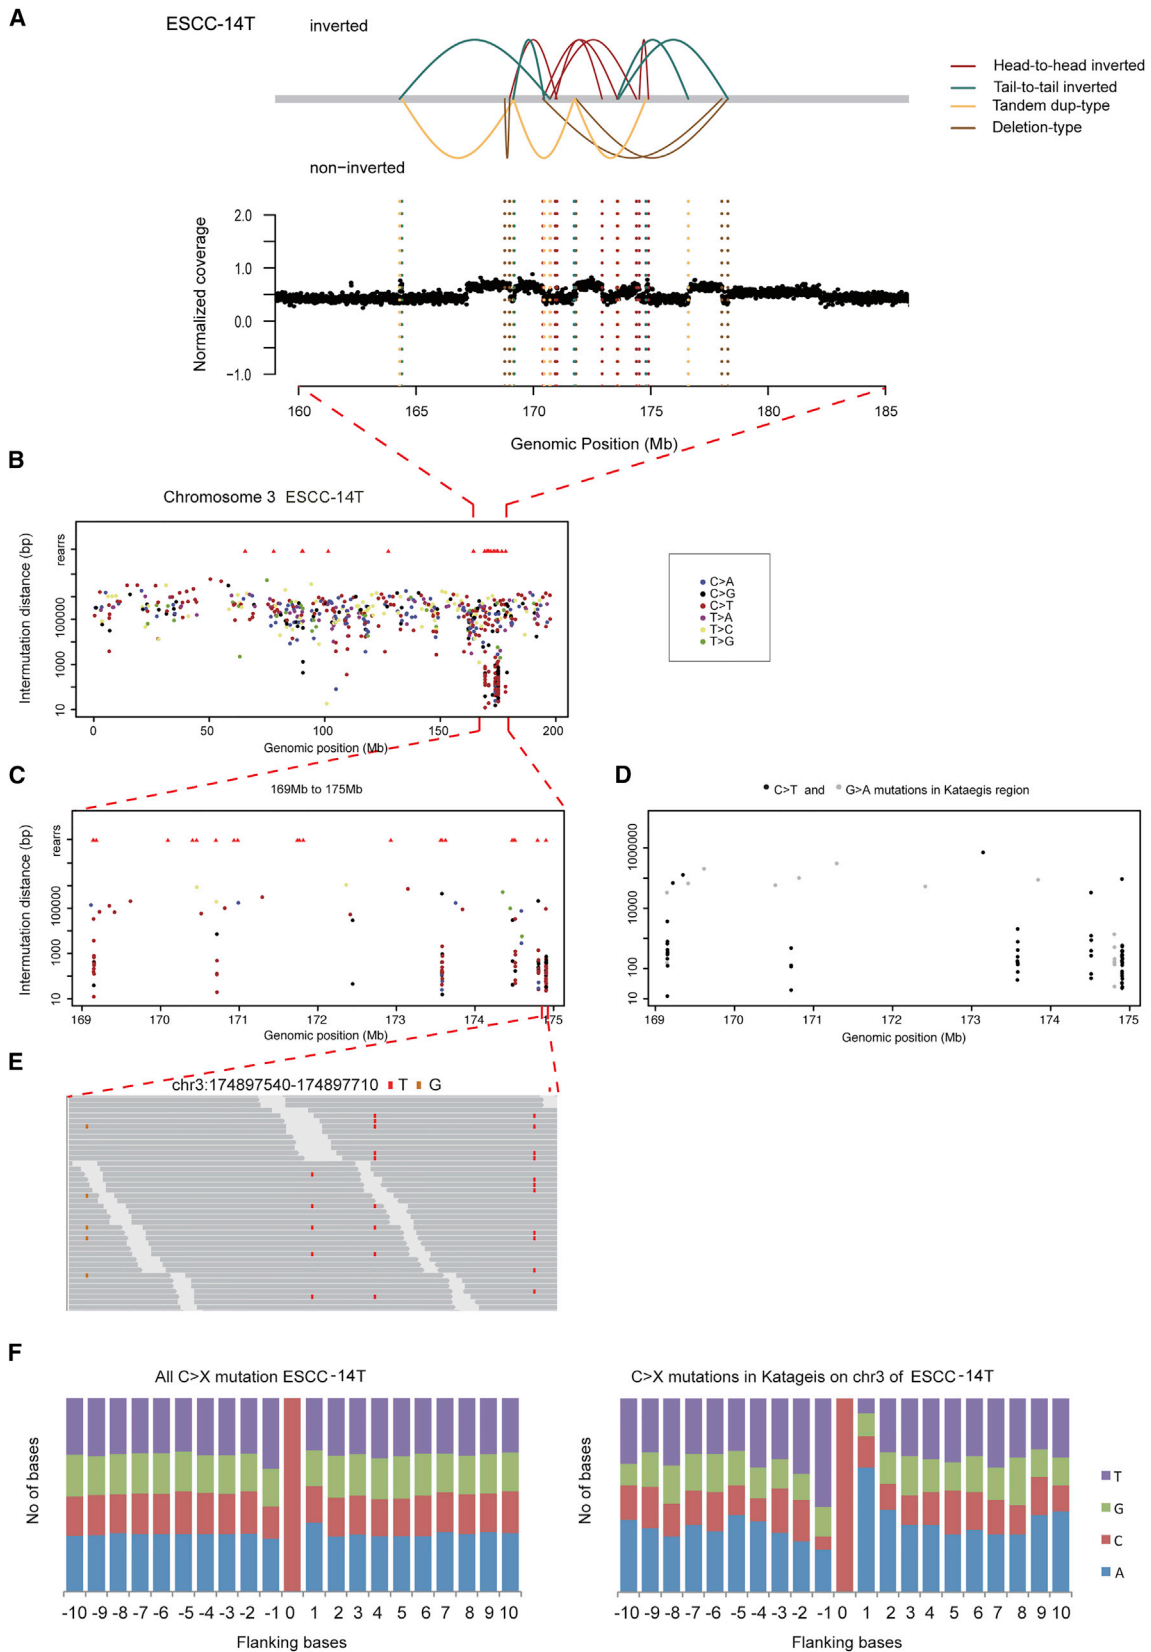 A
ESCC-14T
inverted
non−inverted
Head-to-head inverted
Tail-to-tail inverted
Tandem dup-type
Deletion-type
Normalized coverage
2.0
1.0
0.0
−1.0
160 165 170 175 180 185
Genomic Position (Mb)
B
Chromosome 3 ESCC-14T
Intermutation distance (bp)
rearrs
100000
1000
10
0 50 100 150 200
Genomic position (Mb)
C>A
C>G
C>T
T>A
T>C
T>G
C
169Mb to 175Mb
Intermutation distance (bp)
rearrs
100000
1000
10
169 170 171 172 173 174 175
Genomic position (Mb)
D
C>T and G>A mutations in Kataegis region
1000000
10000
100
10
169 170 171 172 173 174 175
Genomic position (Mb)
E
chr3:174897540-174897710 T G
F
All C>X mutation ESCC-14T
No of bases
-10 -9 -8 -7 -6 -5 -4 -3 -2 -1 0 1 2 3 4 5 6 7 8 9 10
Flanking bases
C>X mutations in Katageis on chr3 of ESCC-14T
No of bases
-10 -9 -8 -7 -6 -5 -4 -3 -2 -1 0 1 2 3 4 5 6 7 8 9 10
Flanking bases
T
G
C
A